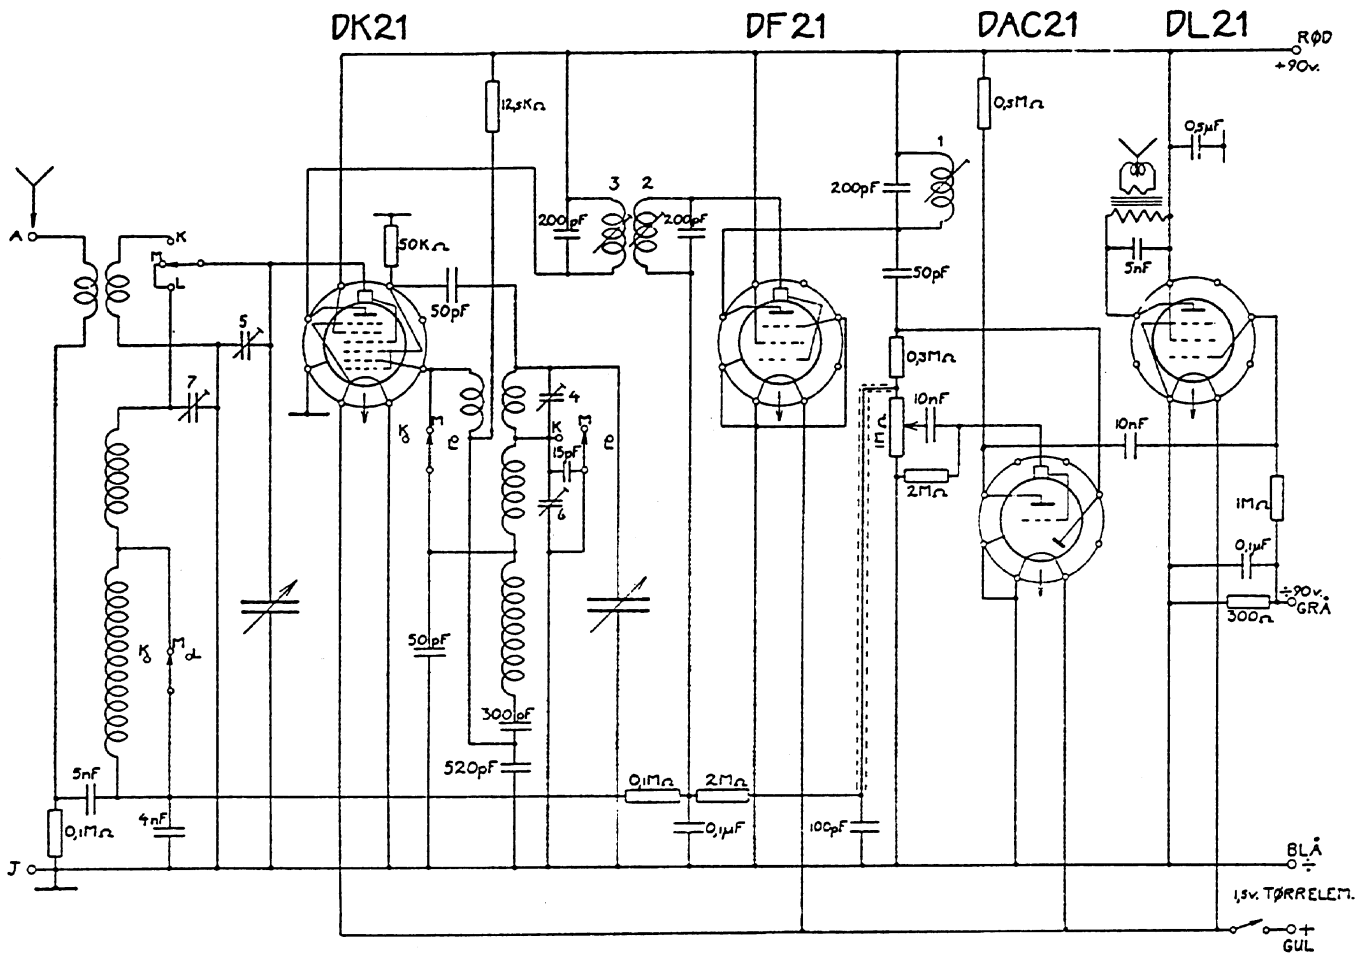 DK21
DF21
DAC21
DL21
RØD
+90v.
12,5KΩ
0,5MΩ
0,5µF
1
200pF
3
2
200pF
200pF
A
K
M
L
50KΩ
50pF
50pF
5nF
5
7
4
K
M
L
K
M
L
15pF
6
0,3MΩ
10nF
1MΩ
2MΩ
10nF
1MΩ
0,1µF
÷90v.
GRÅ
300Ω
K
M
L
50pF
300pF
520pF
5nF
0,1MΩ
4nF
0,1MΩ
2MΩ
0,1µF
100pF
J
BLÅ
÷
1,5v. TØRRELEM.
+
GUL